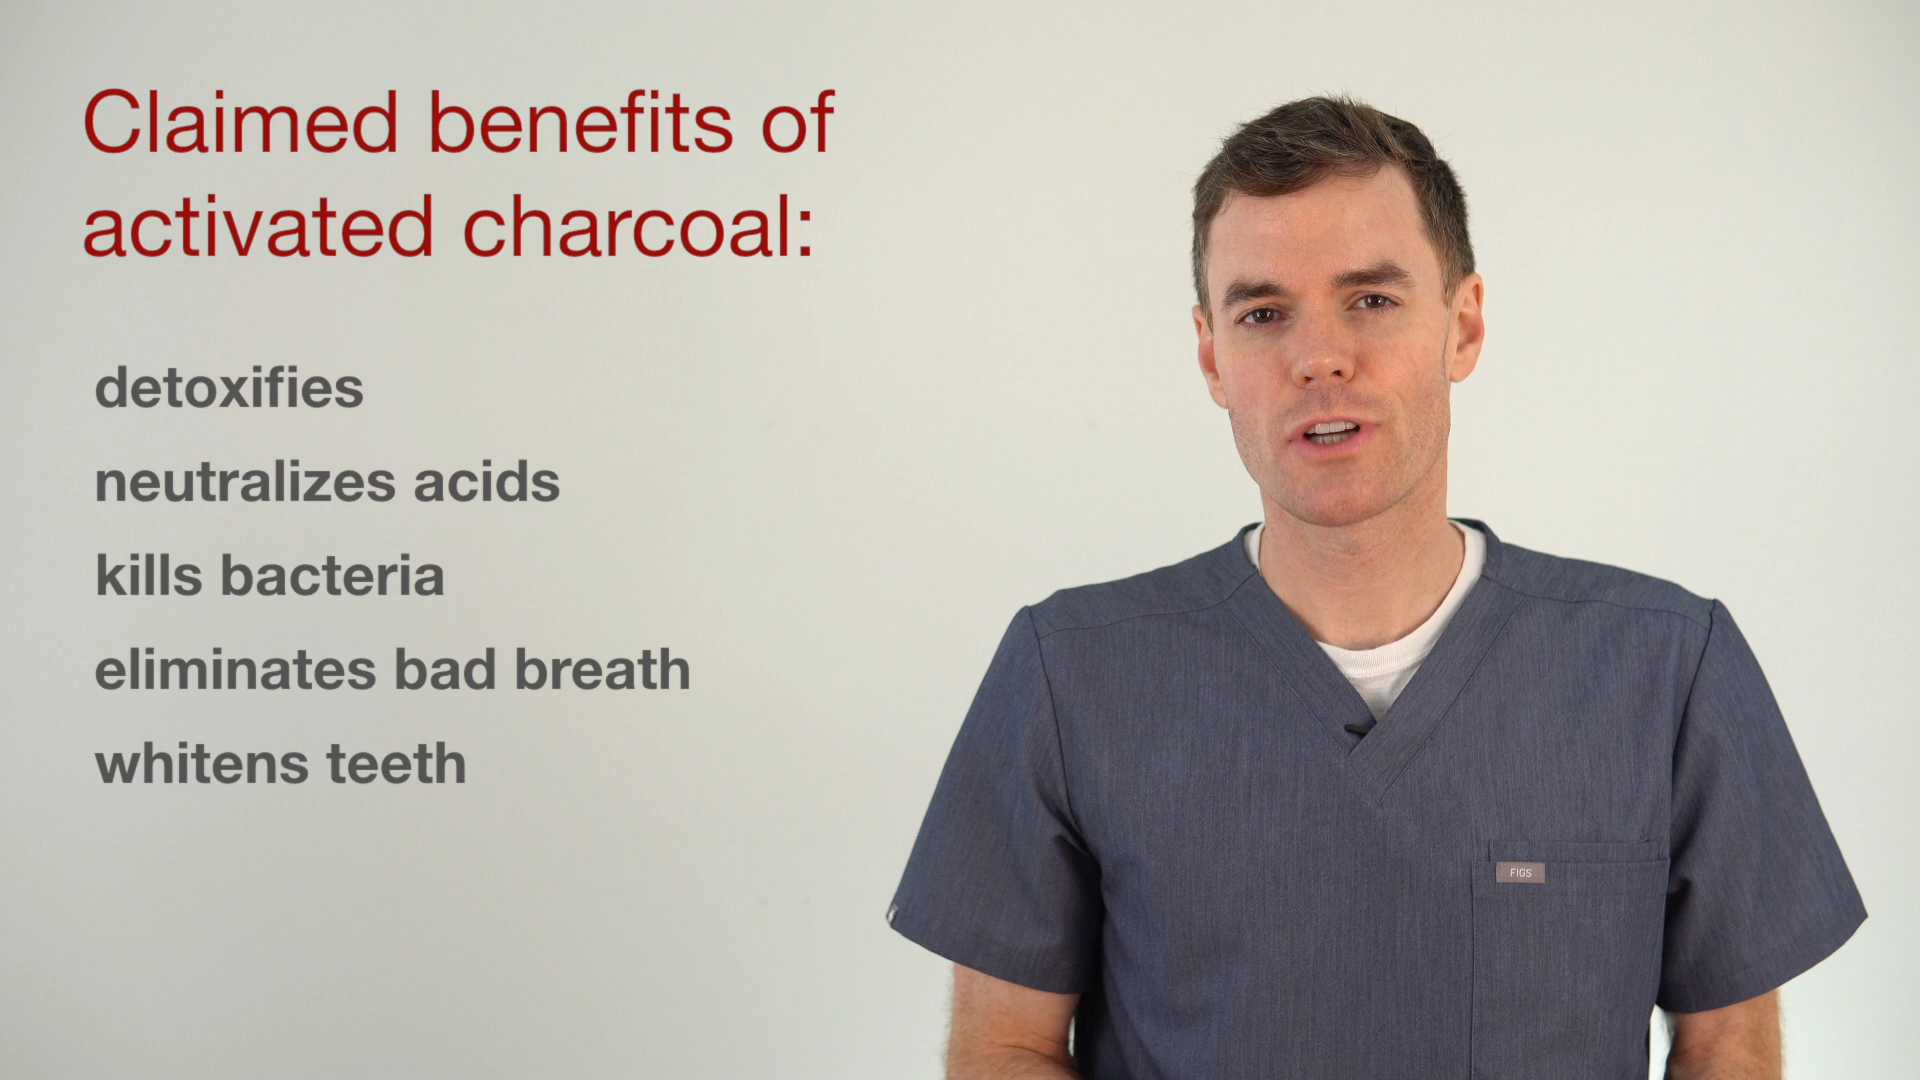 Claimed benefits of
activated charcoal:
detoxifies
neutralizes acids
kills bacteria
eliminates bad breath
whitens teeth
FIGS